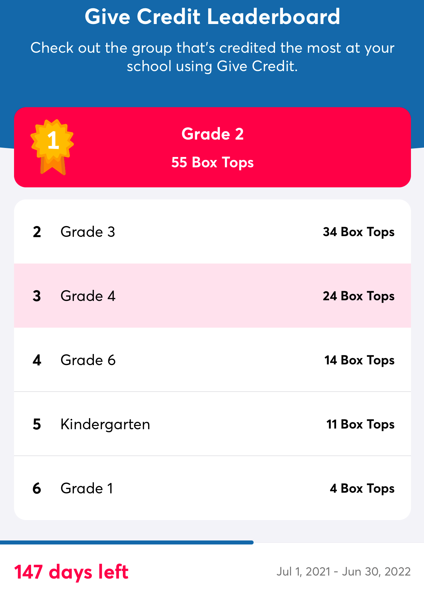 Give Credit Leaderboard
Check out the group that's credited the most at your
school using Give Credit.
1
Grade 2
55 Box Tops
2 Grade 3 34 Box Tops
3 Grade 4 24 Box Tops
4 Grade 6 14 Box Tops
5 Kindergarten 11 Box Tops
6 Grade 1 4 Box Tops
147 days left Jul 1, 2021 - Jun 30, 2022